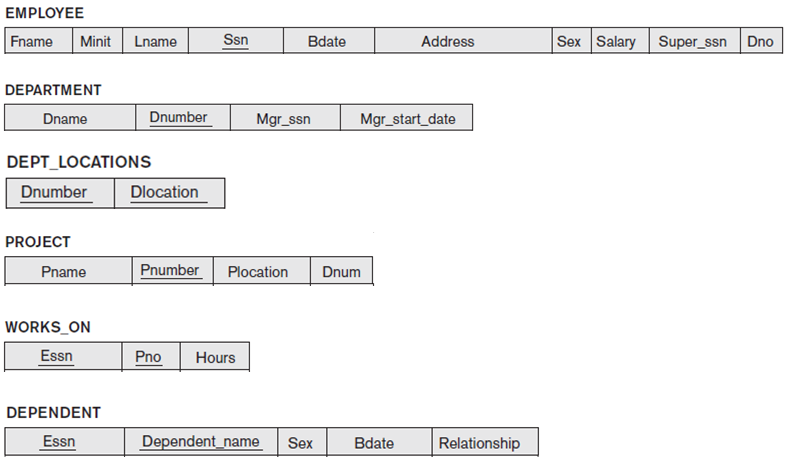 EMPLOYEE
Fname Minit Lname Ssn Bdate Address Sex Salary Super_ssn Dno
DEPARTMENT
Dname Dnumber Mgr_ssn Mgr_start_date
DEPT_LOCATIONS
Dnumber Dlocation
PROJECT
Pname Pnumber Plocation Dnum
WORKS_ON
Essn Pno Hours
DEPENDENT
Essn Dependent_name Sex Bdate Relationship